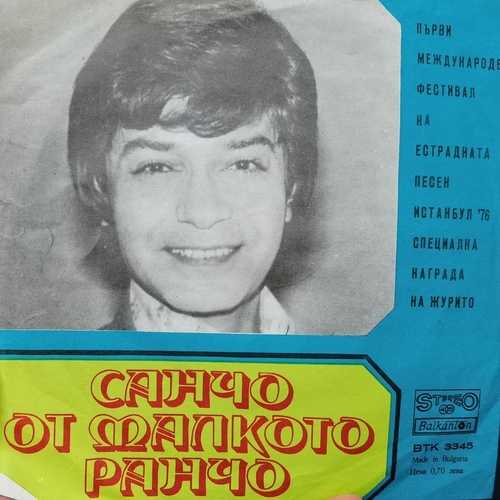 ПЪРВИ
МЕЖДУНАРОДЕ
ФЕСТИВАЛ
НА
ЕСТРАДНАТА
ПЕСЕН
ИСТАНБУЛ '76
СПЕЦИАЛНА
НАГРАДА
НА ЖУРИТО
САНЧО
ОТ МАЛКОТО
РАНЧО
STEREO
Balkanton
BTK 3345
Made in Bulgaria
Цена 0,70 лева